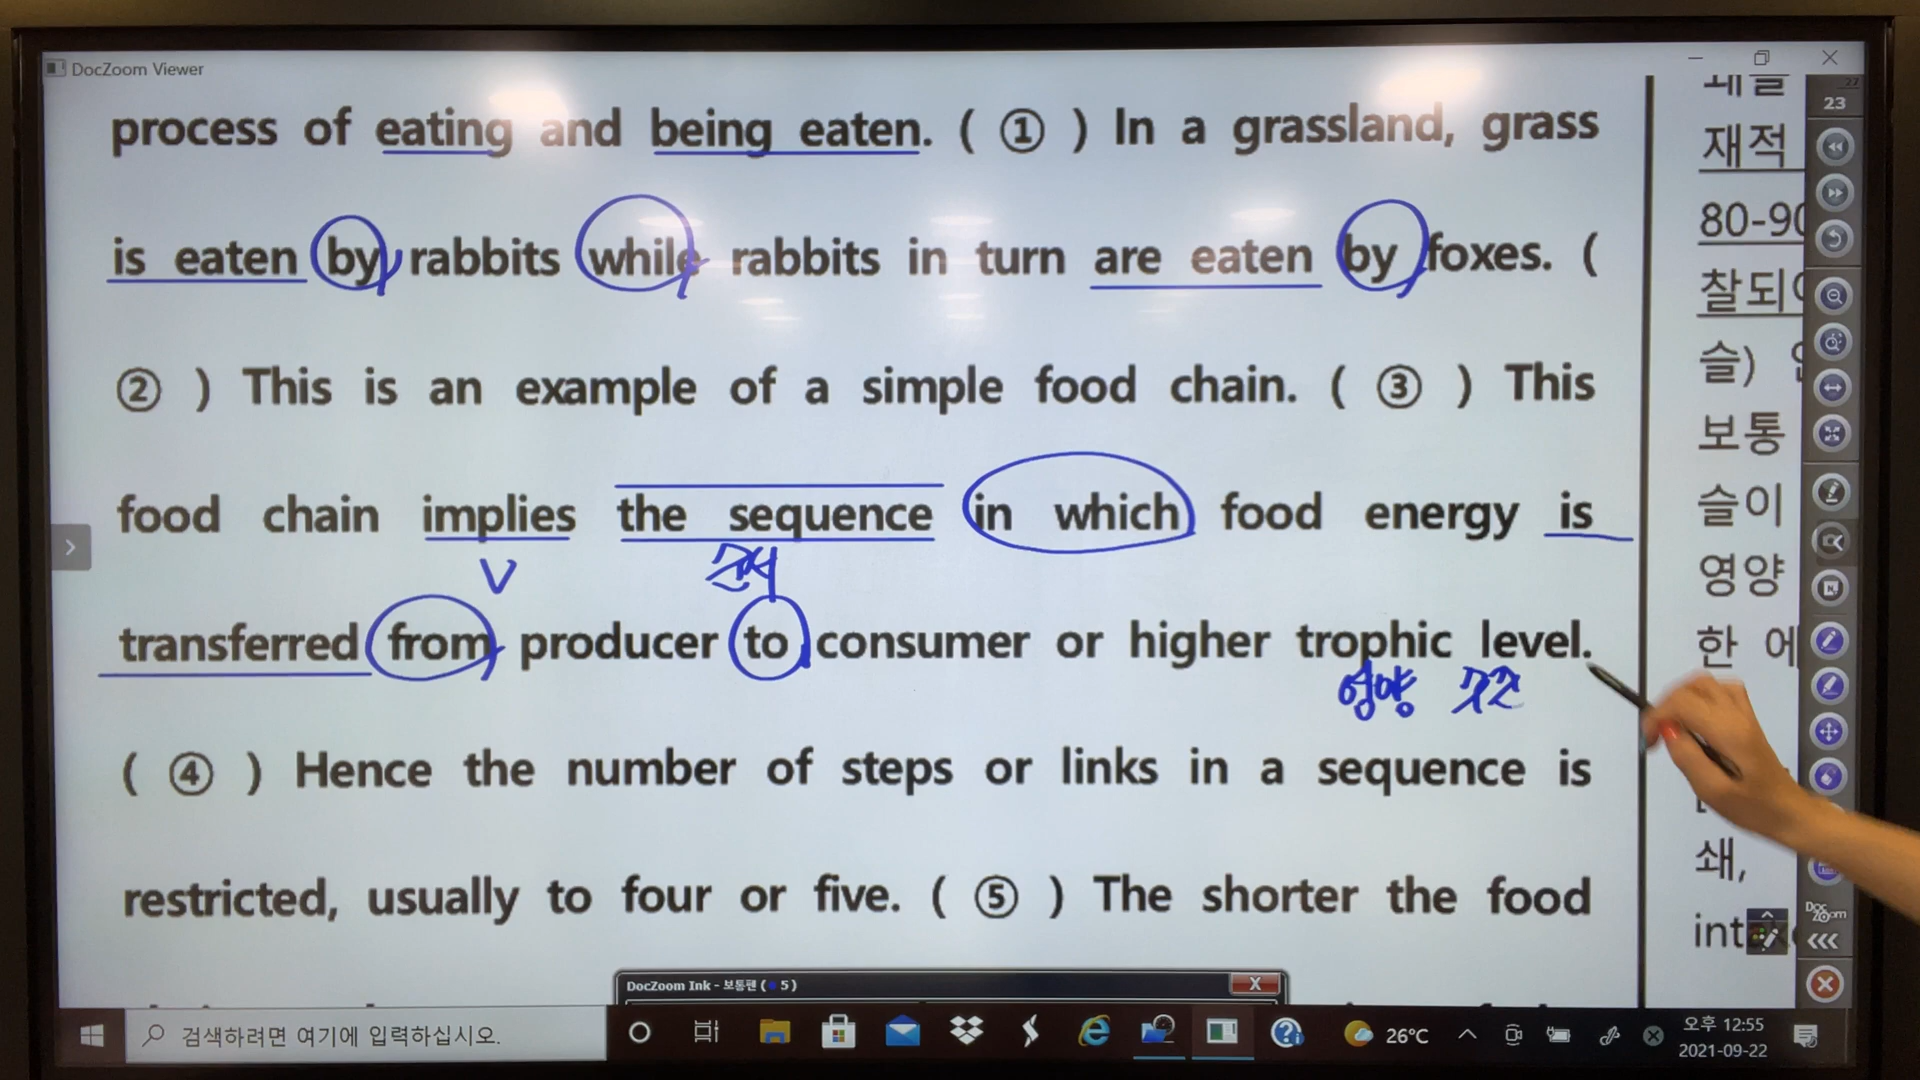 DocZoom Viewer
process of eating and being eaten. ( ① ) In a grassland, grass
is eaten by rabbits while rabbits in turn are eaten by foxes. (
② ) This is an example of a simple food chain. ( ③ ) This
food chain implies the sequence in which food energy is
V 순서
transferred from producer to consumer or higher trophic level.
영양 수준
( ④ ) Hence the number of steps or links in a sequence is
restricted, usually to four or five. ( ⑤ ) The shorter the food
재적
80-90
찰되어
슬)
보통
슬이
영양
한 에
쇄,
23
Doc Zoom
DocZoom Ink - 보통펜 ( 5 )
검색하려면 여기에 입력하십시오.
26°C
오후 12:55
2021-09-22